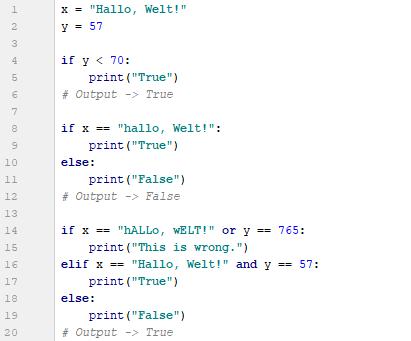 1 x = "Hallo, Welt!"
2 y = 57
3
4 if y < 70:
5     print("True")
6 # Output -> True
7
8 if x == "hallo, Welt!":
9     print("True")
10 else:
11     print("False")
12 # Output -> False
13
14 if x == "hALLo, wELT!" or y == 765:
15     print("This is wrong.")
16 elif x == "Hallo, Welt!" and y == 57:
17     print("True")
18 else:
19     print("False")
20 # Output -> True